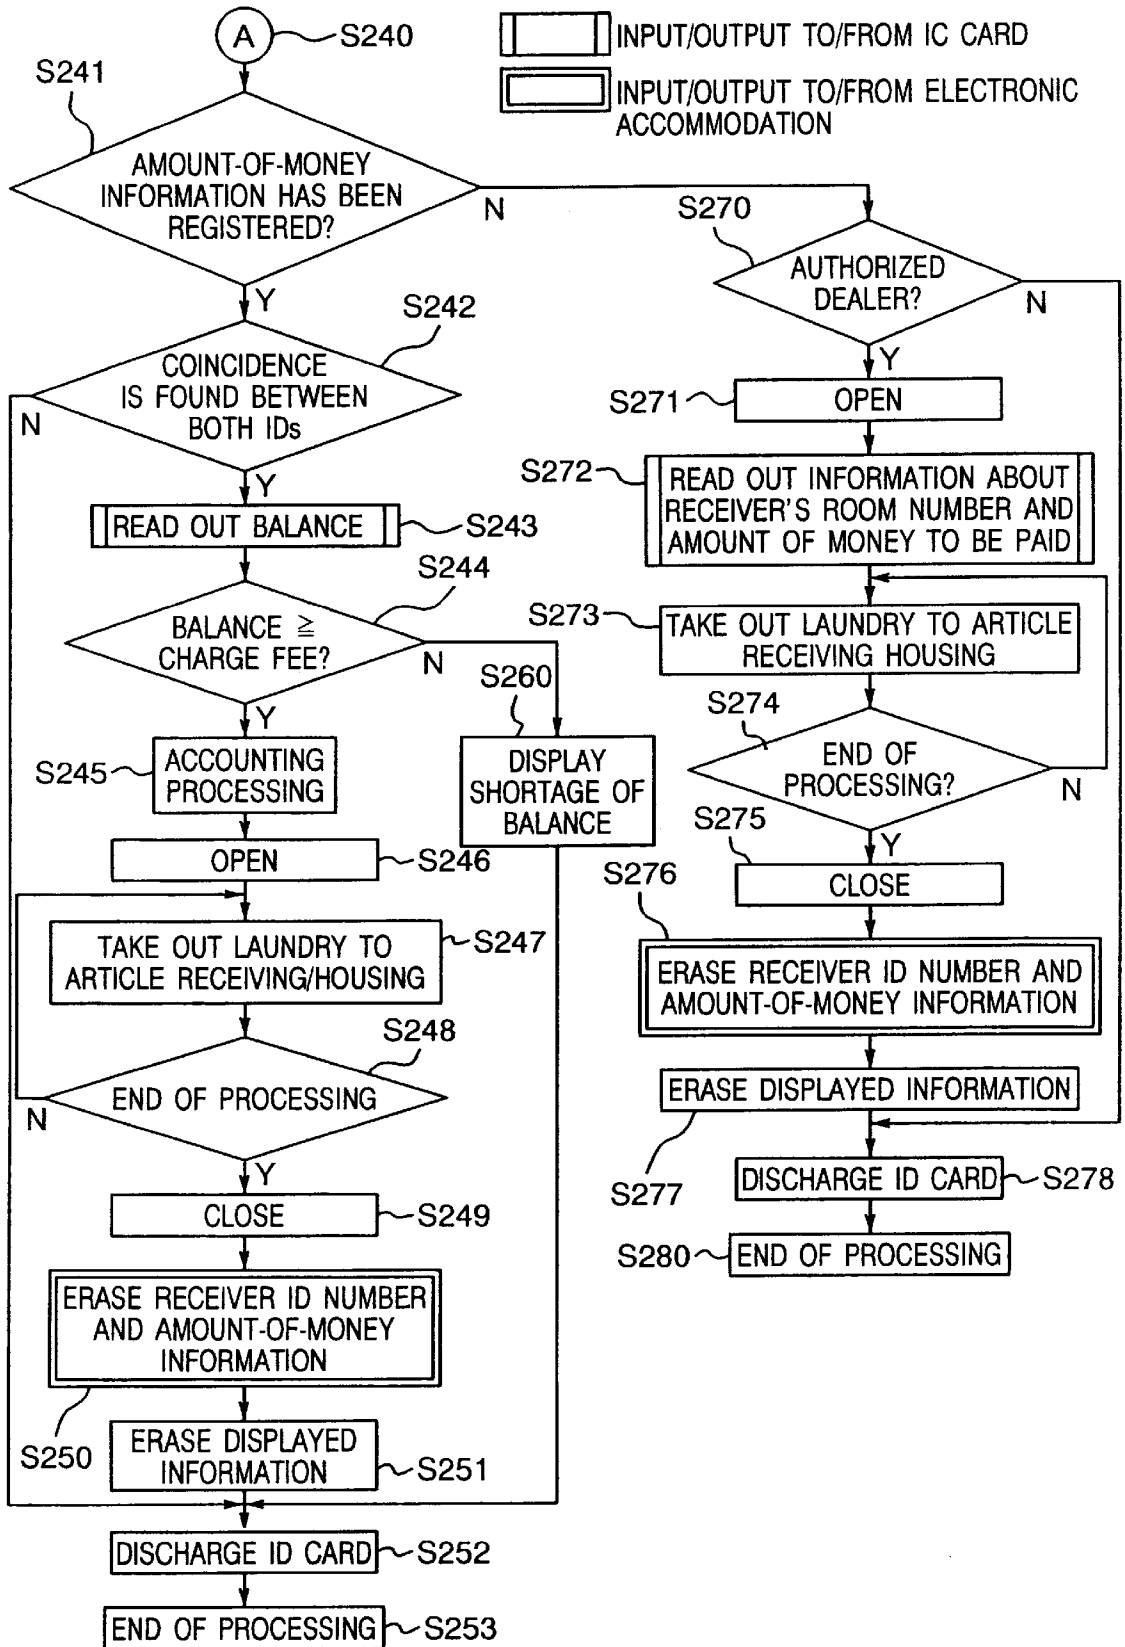 A
S240
INPUT/OUTPUT TO/FROM IC CARD
INPUT/OUTPUT TO/FROM ELECTRONIC
ACCOMMODATION
S241
AMOUNT-OF-MONEY
INFORMATION HAS BEEN
REGISTERED?
N
Y
S242
COINCIDENCE
IS FOUND BETWEEN
BOTH IDs
N
Y
READ OUT BALANCE
S243
S244
BALANCE ≧
CHARGE FEE?
N
Y
S245
ACCOUNTING
PROCESSING
S260
DISPLAY
SHORTAGE OF
BALANCE
OPEN
S246
TAKE OUT LAUNDRY TO
ARTICLE RECEIVING/HOUSING
S247
S248
END OF PROCESSING
N
Y
CLOSE
S249
ERASE RECEIVER ID NUMBER
AND AMOUNT-OF-MONEY
INFORMATION
S250
ERASE DISPLAYED
INFORMATION
S251
DISCHARGE ID CARD
S252
END OF PROCESSING
S253
S270
AUTHORIZED
DEALER?
N
Y
S271
OPEN
S272
READ OUT INFORMATION ABOUT
RECEIVER'S ROOM NUMBER AND
AMOUNT OF MONEY TO BE PAID
S273
TAKE OUT LAUNDRY TO ARTICLE
RECEIVING HOUSING
S274
END OF
PROCESSING?
N
Y
S275
CLOSE
S276
ERASE RECEIVER ID NUMBER AND
AMOUNT-OF-MONEY INFORMATION
ERASE DISPLAYED INFORMATION
S277
DISCHARGE ID CARD
S278
S280
END OF PROCESSING